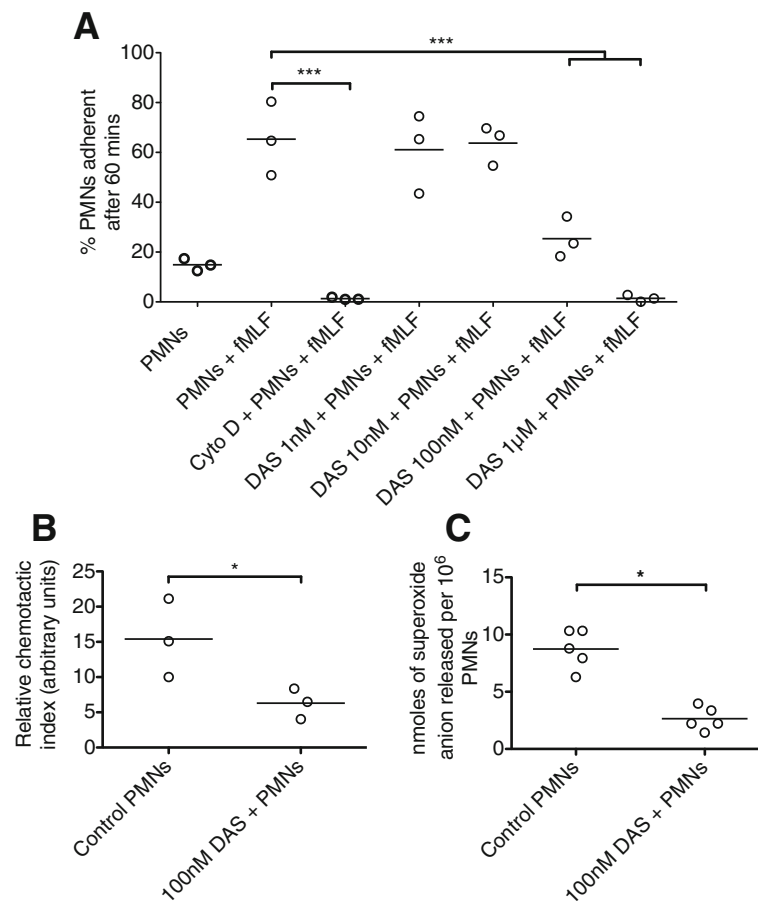 A
% PMNs adherent
after 60 mins
100
80
60
40
20
0
***
***
PMNs
PMNs + fMLF
Cyto D + PMNs + fMLF
DAS 1nM + PMNs + fMLF
DAS 10nM + PMNs + fMLF
DAS 100nM + PMNs + fMLF
DAS 1µM + PMNs + fMLF
B
Relative chemotactic
index (arbitrary units)
25
20
15
10
5
0
*
Control PMNs
100nM DAS + PMNs
C
nmoles of superoxide
anion released per 10⁶
PMNs
15
10
5
0
*
Control PMNs
100nM DAS + PMNs